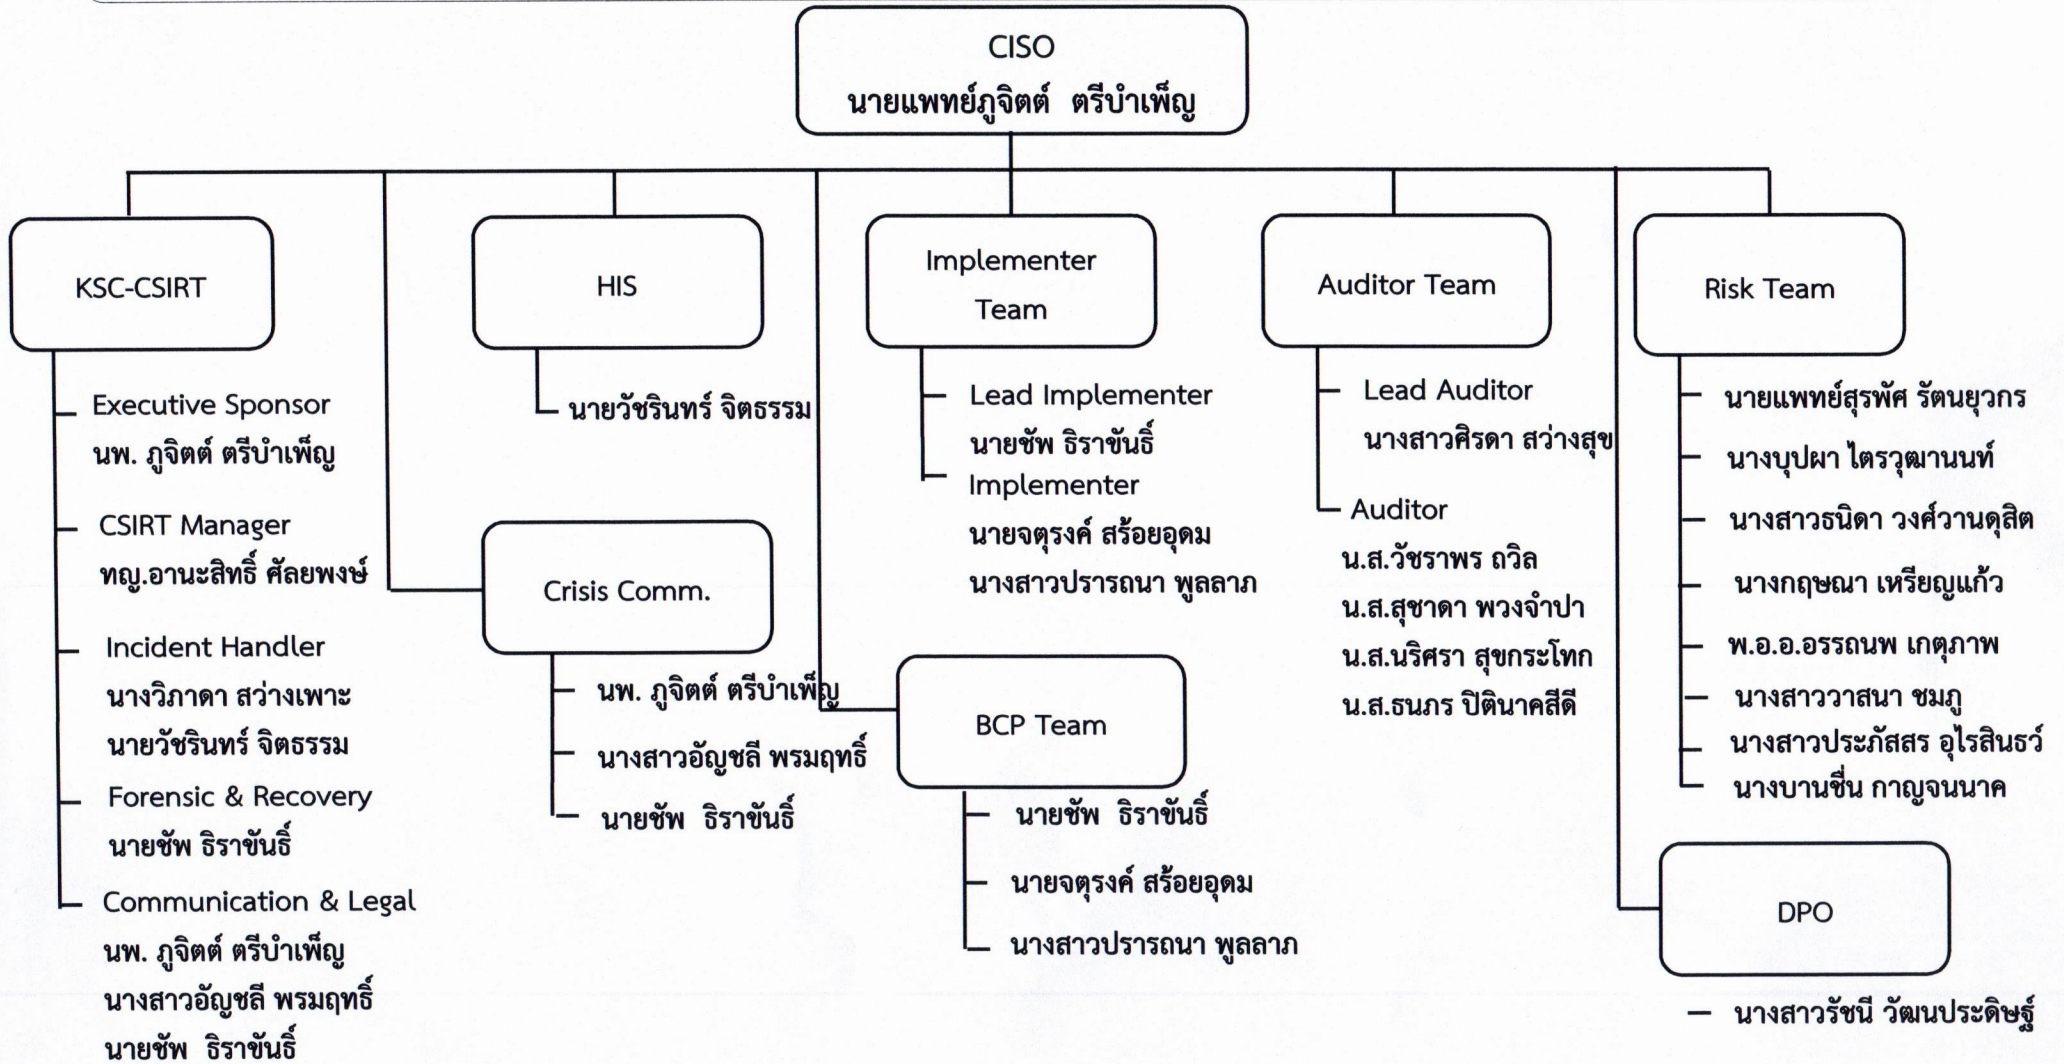 CISO
นายแพทย์ภูจิตต์ ตรีบำเพ็ญ
KSC-CSIRT
Executive Sponsor
นพ. ภูจิตต์ ตรีบำเพ็ญ
CSIRT Manager
ทญ.อานะสิทธิ์ ศัลยพงษ์
Incident Handler
นางวิภาดา สว่างเพาะ
นายวัชรินทร์ จิตธรรม
Forensic & Recovery
นายชัพ ธิราขันธิ์
Communication & Legal
นพ. ภูจิตต์ ตรีบำเพ็ญ
นางสาวอัญชลี พรมฤทธิ์
นายชัพ ธิราขันธิ์
HIS
นายวัชรินทร์ จิตธรรม
Crisis Comm.
นพ. ภูจิตต์ ตรีบำเพ็ญ
นางสาวอัญชลี พรมฤทธิ์
นายชัพ ธิราขันธิ์
Implementer
Team
Lead Implementer
นายชัพ ธิราขันธิ์
Implementer
นายจตุรงค์ สร้อยอุดม
นางสาวปรารถนา พูลลาภ
BCP Team
นายชัพ ธิราขันธิ์
นายจตุรงค์ สร้อยอุดม
นางสาวปรารถนา พูลลาภ
Auditor Team
Lead Auditor
นางสาวศิรดา สว่างสุข
Auditor
น.ส.วัชราพร ถวิล
น.ส.สุชาดา พวงจำปา
น.ส.นริศรา สุขกระโทก
น.ส.ธนภร ปิตินาคสีดี
Risk Team
นายแพทย์สุรพัศ รัตนยุวกร
นางบุปผา ไตรวุฒานนท์
นางสาวธนิดา วงศ์วานดุสิต
นางกฤษณา เหรียญแก้ว
พ.อ.อ.อรรถนพ เกตุภาพ
นางสาววาสนา ชมภู
นางสาวประภัสสร อุไรสินธว์
นางบานชื่น กาญจนนาค
DPO
นางสาวรัชนี วัฒนประดิษฐ์